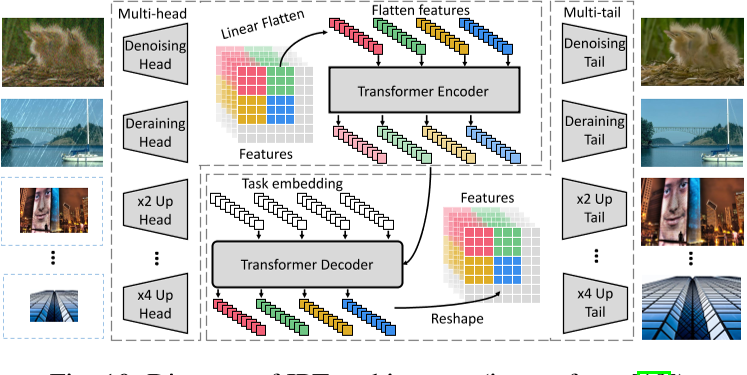 Multi-head
Linear Flatten
Flatten features
Multi-tail
Denoising
Head
Transformer Encoder
Denoising
Tail
Deraining
Head
Features
Deraining
Tail
x2 Up
Head
Task embedding
Features
x2 Up
Tail
Transformer Decoder
x4 Up
Head
Reshape
x4 Up
Tail